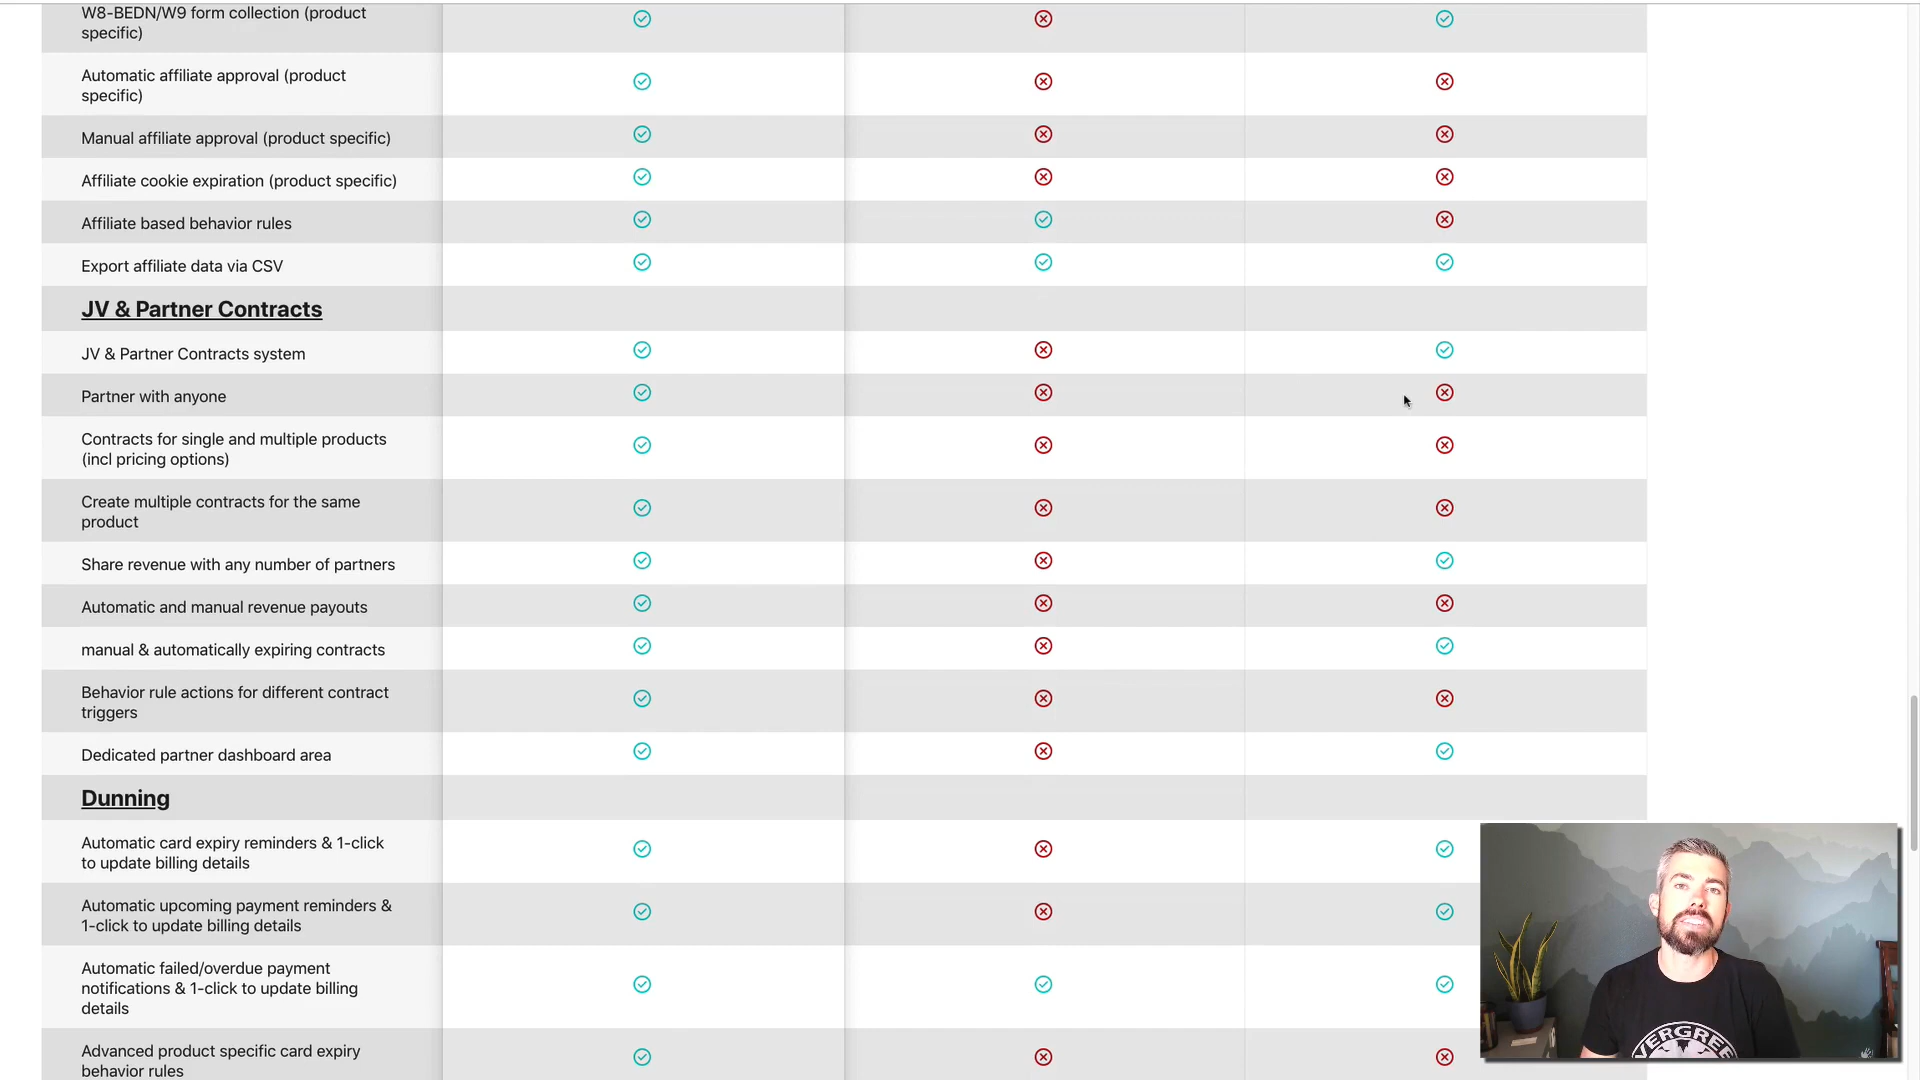 W8-BEDN/W9 form collection (product
specific)
Automatic affiliate approval (product
specific)
Manual affiliate approval (product specific)
Affiliate cookie expiration (product specific)
Affiliate based behavior rules
Export affiliate data via CSV
JV & Partner Contracts
JV & Partner Contracts system
Partner with anyone
Contracts for single and multiple products
(incl pricing options)
Create multiple contracts for the same
product
Share revenue with any number of partners
Automatic and manual revenue payouts
manual & automatically expiring contracts
Behavior rule actions for different contract
triggers
Dedicated partner dashboard area
Dunning
Automatic card expiry reminders & 1-click
to update billing details
Automatic upcoming payment reminders &
1-click to update billing details
Automatic failed/overdue payment
notifications & 1-click to update billing
details
Advanced product specific card expiry
behavior rules